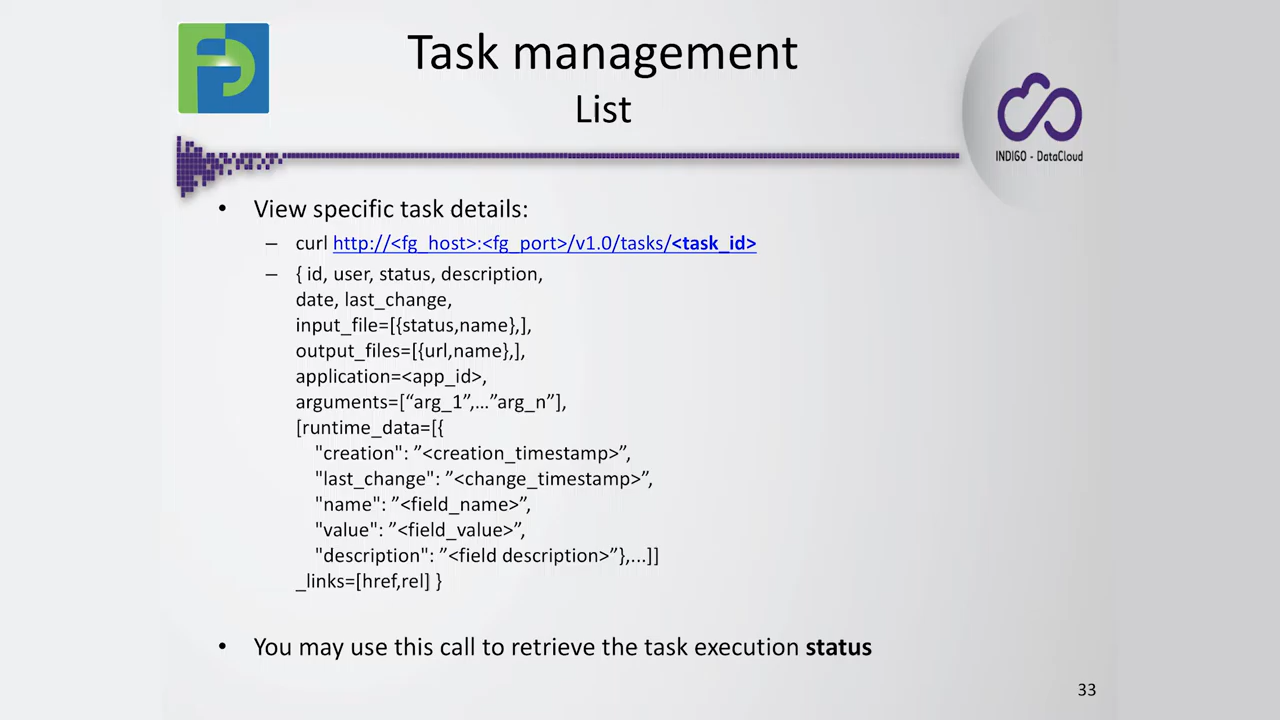 Task management
List
INDIGO - DataCloud
• View specific task details:
– curl http://<fg_host>:<fg_port>/v1.0/tasks/<task_id>
– { id, user, status, description,
date, last_change,
input_file=[{status,name},],
output_files=[{url,name},],
application=<app_id>,
arguments=[“arg_1”,…”arg_n”],
[runtime_data=[{
"creation": ”<creation_timestamp>”,
"last_change": ”<change_timestamp>”,
"name": ”<field_name>”,
"value": ”<field_value>”,
"description": ”<field description>”},...]]
_links=[href,rel] }
• You may use this call to retrieve the task execution status
33